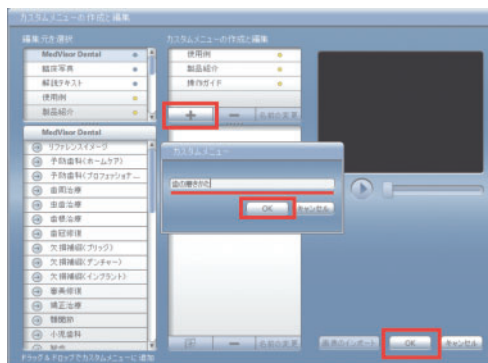 カスタムメニューの作成と編集
編集元を選択
MedVisor Dental
臨床写真
解説テキスト
使用例
製品紹介
MedVisor Dental
リファレンスイメージ
予防歯科(ホームケア)
予防歯科(プロフェッショナ...
歯周治療
虫歯治療
歯根治療
歯冠修復
欠損補綴(ブリッジ)
欠損補綴(デンチャー)
欠損補綴(インプラント)
審美修復
矯正治療
顎関節
小児歯科
ドラッグ & ドロップでカスタムメニューに追加
カスタムメニューの作成と編集
使用例
製品紹介
操作ガイド
+
−
名前の変更
カスタムメニュー
歯の磨きかた
OK
キャンセル
−
名前の変更
画像のインポート
OK
キャンセル